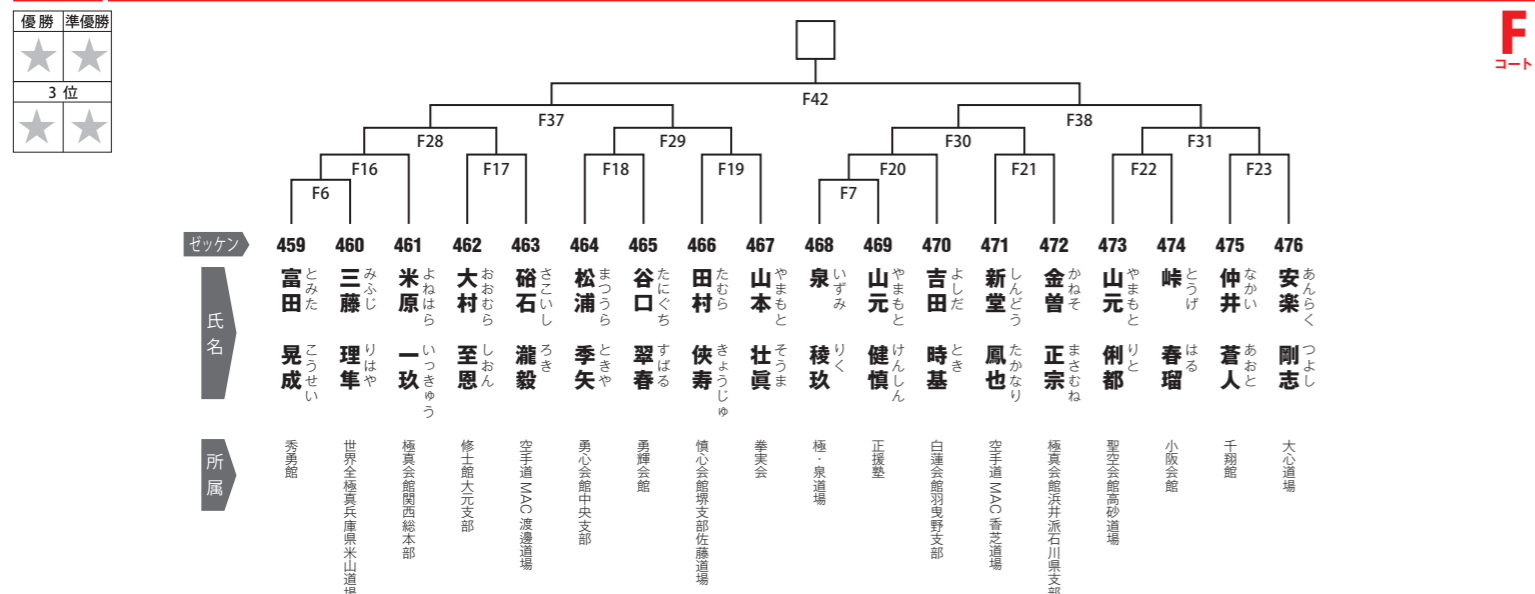 優勝 準優勝
3 位
F
コート
F42
F37 F38
F28 F29 F30 F31
F16 F17 F18 F19 F20 F21 F22 F23
F6 F7
ゼッケン 459 460 461 462 463 464 465 466 467 468 469 470 471 472 473 474 475 476
氏名
富田 晃成 とみた こうせい
三藤 理隼 みふじ りはや
米原 一玖 よねはら いっきゅう
大村 至恩 おおむら しおん
硲石 瀧毅 さこいし ろき
松浦 季矢 まつうら ときや
谷口 翠春 たにぐち すばる
田村 俠寿 たむら きょうじゅ
山本 壮眞 やまもと そうま
泉 稜玖 いずみ りく
山元 健慎 やまもと けんしん
吉田 時基 よしだ とき
新堂 鳳也 しんどう たかなり
金曽 正宗 かねそ まさむね
山元 俐都 やまもと りと
峠 春瑠 とうげ はる
仲井 蒼人 なかい あおと
安楽 剛志 あんらく つよし
所属
秀勇館
世界全極真兵庫県米山道場
極真会館関西総本部
修士館大元支部
空手道 MAC 渡邊道場
勇心会館中央支部
勇輝会館
慎心会館堺支部佐藤道場
拳実会
極・泉道場
正援塾
白蓮会館羽曳野支部
空手道 MAC 香芝道場
極真会館浜井派石川県支部
聖空会館高砂道場
小阪会館
千翔館
大心道場